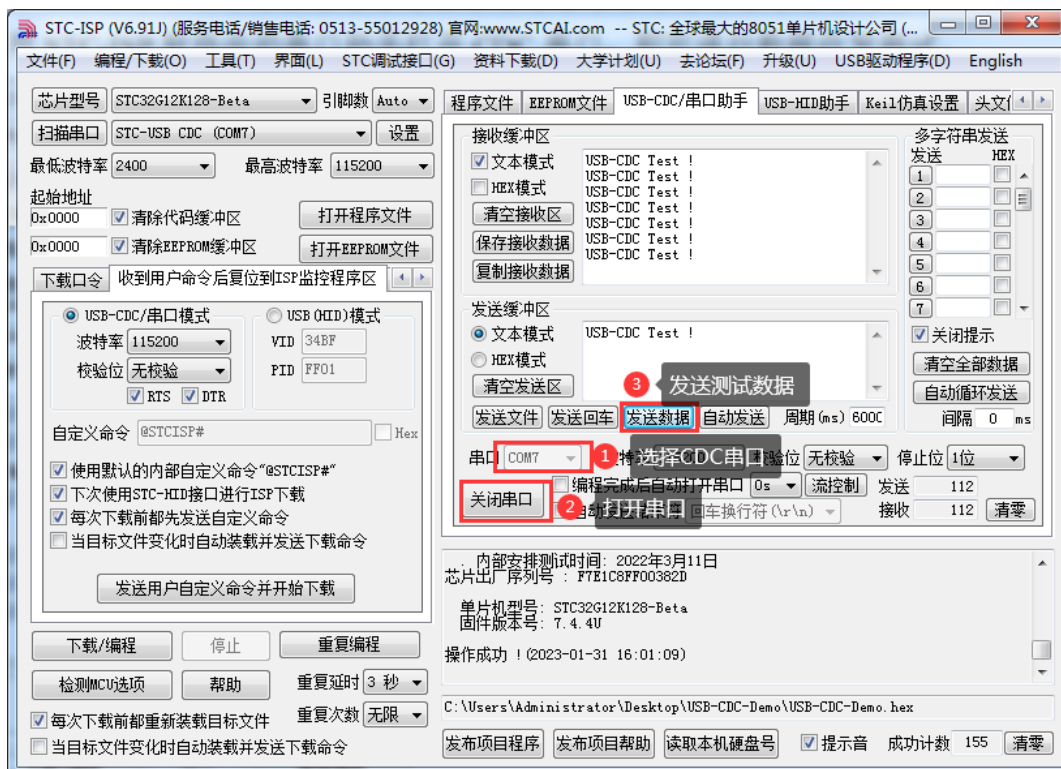 STC-ISP (V6.91J) (服务电话/销售电话: 0513-55012928) 官网:www.STCAI.com -- STC: 全球最大的8051单片机设计公司 (...
文件(F) 编程/下载(O) 工具(T) 界面(L) STC调试接口(G) 资料下载(D) 大学计划(U) 去论坛(F) 升级(U) USB驱动程序(D) English
芯片型号 STC32G12K128-Beta 引脚数 Auto
扫描串口 STC-USB CDC (COM7) 设置
最低波特率 2400 最高波特率 115200
起始地址
0x0000 清除代码缓冲区 打开程序文件
0x0000 清除EEPROM缓冲区 打开EEPROM文件
下载口令 收到用户命令后复位到ISP监控程序区
USB-CDC/串口模式 USB(HID)模式
波特率 115200 VID 34BF
校验位 无校验 PID FF01
RTS DTR
自定义命令 @STCISP# Hex
使用默认的内部自定义命令“@STCISP#”
下次使用STC-HID接口进行ISP下载
每次下载前都先发送自定义命令
当目标文件变化时自动装载并发送下载命令
发送用户自定义命令并开始下载
下载/编程 停止 重复编程
检测MCU选项 帮助 重复延时 3 秒
每次下载前都重新装载目标文件 重复次数 无限
当目标文件变化时自动装载并发送下载命令
程序文件 EEPROM文件 USB-CDC/串口助手 USB-HID助手 Keil仿真设置 头文
接收缓冲区
文本模式
HEX模式
清空接收区
保存接收数据
复制接收数据
USB-CDC Test !
USB-CDC Test !
USB-CDC Test !
USB-CDC Test !
USB-CDC Test !
USB-CDC Test !
USB-CDC Test !
发送缓冲区
文本模式 USB-CDC Test !
HEX模式
清空发送区
3 发送测试数据
发送文件 发送回车 发送数据 自动发送 周期(ms)
多字符串发送
发送 HEX
1
2
3
4
5
6
7
关闭提示
清空全部数据
自动循环发送
间隔 0 ms
串口 COM7 1 选择CDC串口 校验位 无校验 停止位 1位
关闭串口 2 打开串口
编程完成后自动打开串口 0s 流控制 发送 112
回车换行符(\r\n) 接收 112 清零
. 内部安排测试时间: 2022年3月11日
芯片出厂序列号 : F7E1C8FF00382D
单片机型号: STC32G12K128-Beta
固件版本号: 7.4.4U
操作成功 !(2023-01-31 16:01:09)
C:\Users\Administrator\Desktop\USB-CDC-Demo\USB-CDC-Demo.hex
发布项目程序 发布项目帮助 读取本机硬盘号 提示音 成功计数 155 清零